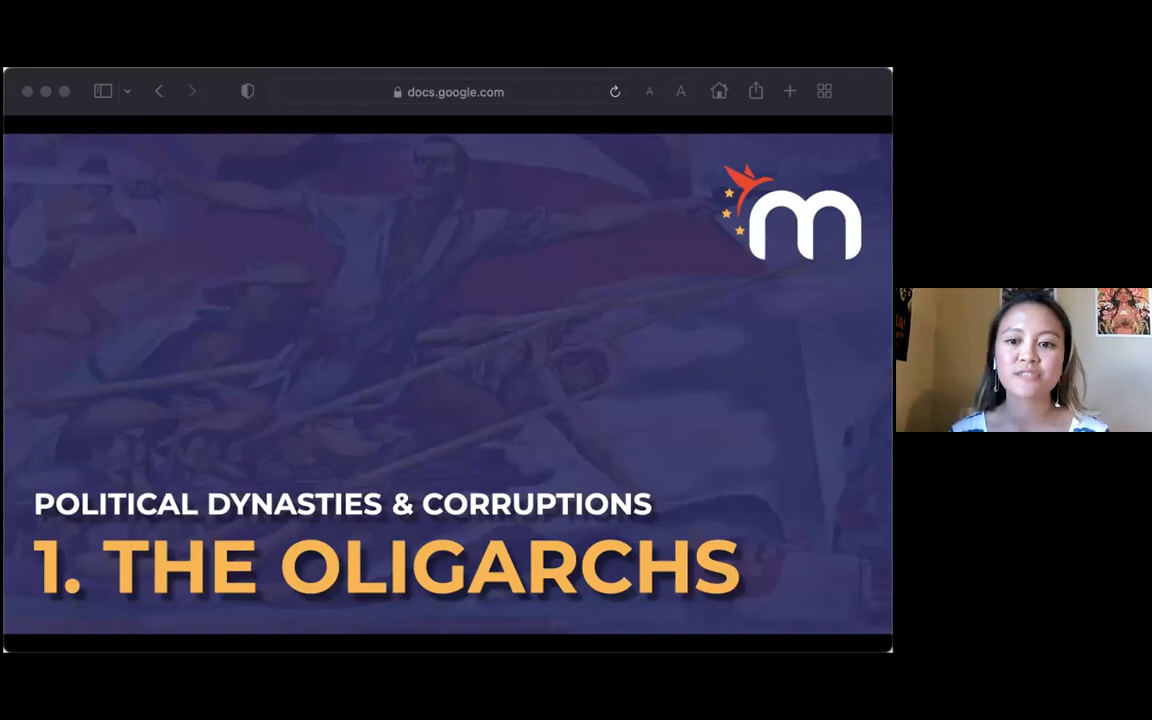 docs.google.com
A A
m
POLITICAL DYNASTIES & CORRUPTIONS
1. THE OLIGARCHS